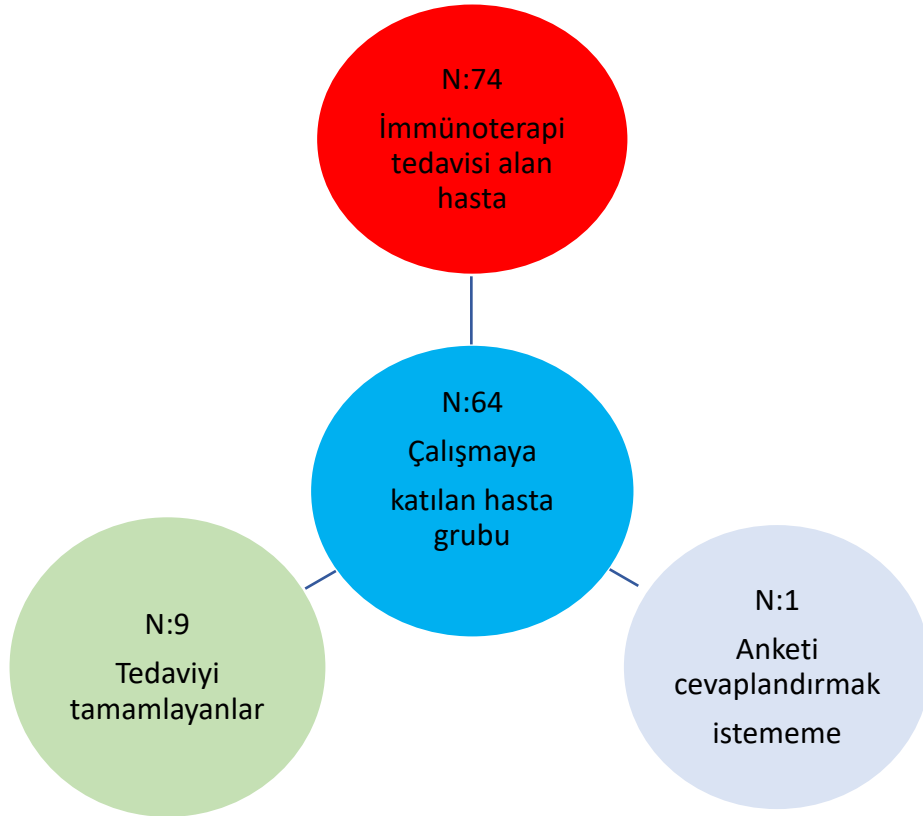 N:74
İmmünoterapi
tedavisi alan
hasta
N:64
Çalışmaya
katılan hasta
grubu
N:9
Tedaviyi
tamamlayanlar
N:1
Anketi
cevaplandırmak
istememe